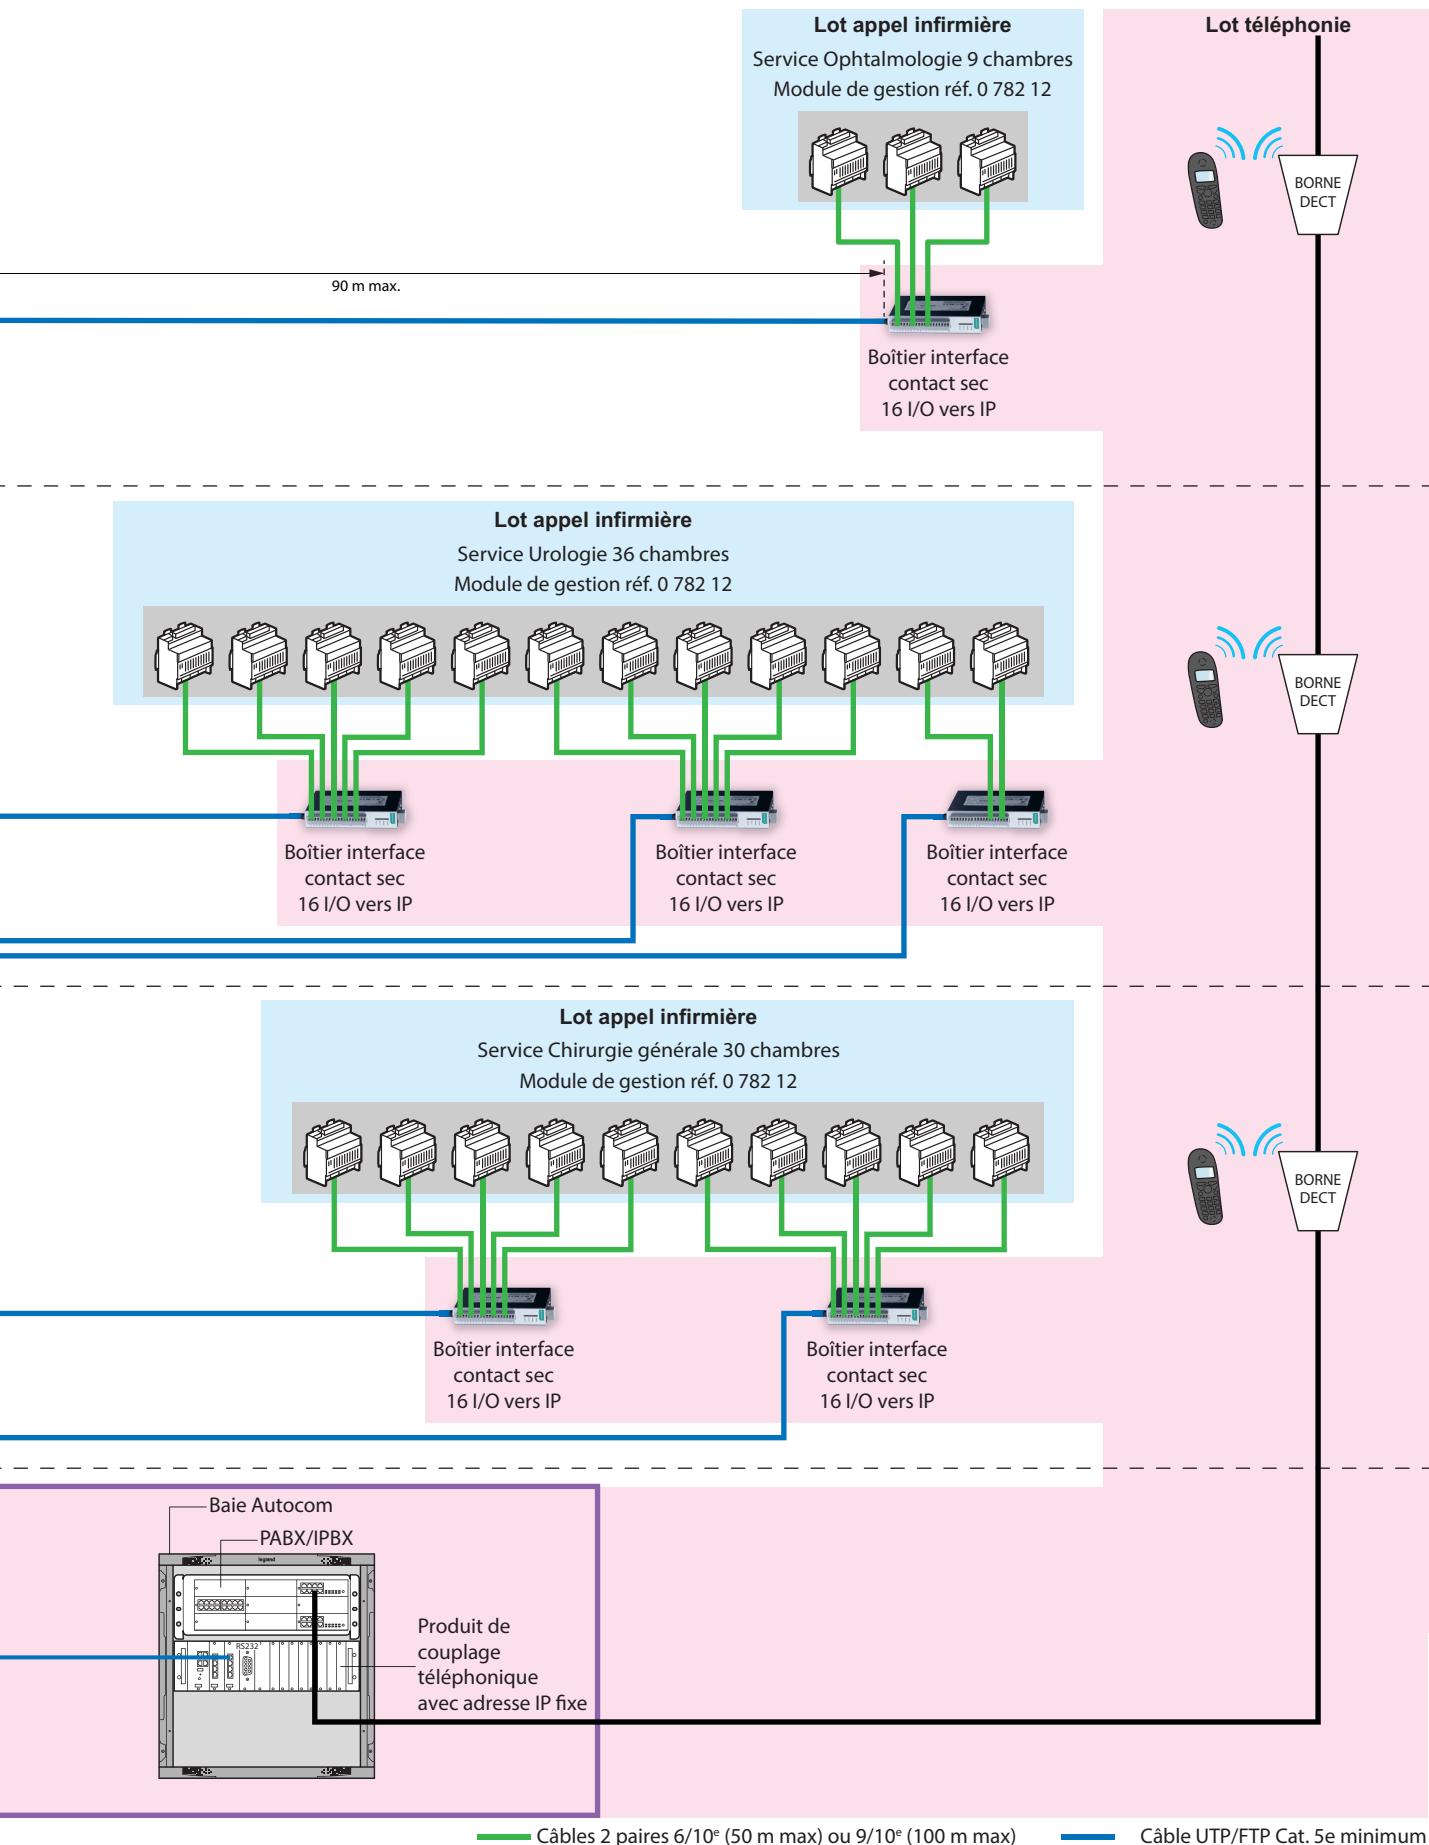 Lot appel infirmière
Service Ophtalmologie 9 chambres
Module de gestion réf. 0 782 12
Lot téléphonie
BORNE
DECT
90 m max.
Boîtier interface
contact sec
16 I/O vers IP
Lot appel infirmière
Service Urologie 36 chambres
Module de gestion réf. 0 782 12
BORNE
DECT
Boîtier interface
contact sec
16 I/O vers IP
Boîtier interface
contact sec
16 I/O vers IP
Boîtier interface
contact sec
16 I/O vers IP
Lot appel infirmière
Service Chirurgie générale 30 chambres
Module de gestion réf. 0 782 12
BORNE
DECT
Boîtier interface
contact sec
16 I/O vers IP
Boîtier interface
contact sec
16 I/O vers IP
Baie Autocom
PABX/IPBX
legrand
RS232
Produit de
couplage
téléphonique
avec adresse IP fixe
Câbles 2 paires 6/10e (50 m max) ou 9/10e (100 m max)
Câble UTP/FTP Cat. 5e minimum